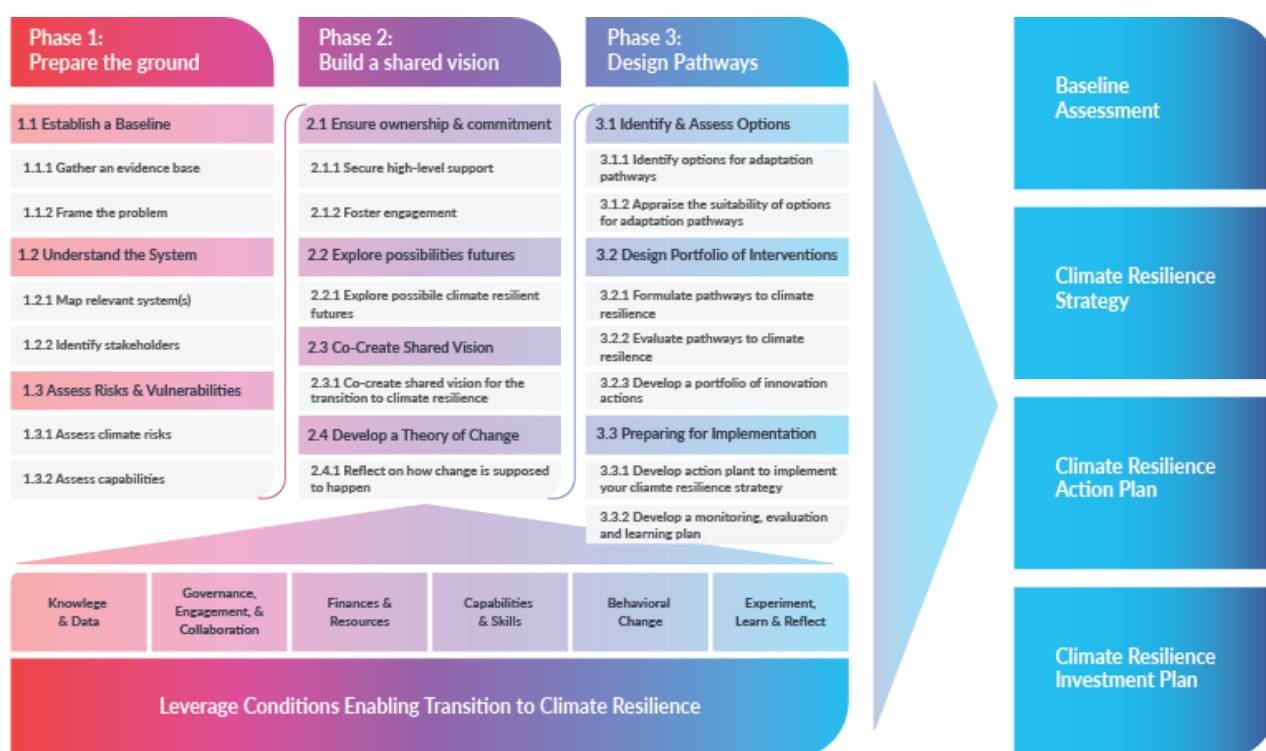 Phase 1:
Prepare the ground
1.1 Establish a Baseline
1.1.1 Gather an evidence base
1.1.2 Frame the problem
1.2 Understand the System
1.2.1 Map relevant system(s)
1.2.2 Identify stakeholders
1.3 Assess Risks & Vulnerabilities
1.3.1 Assess climate risks
1.3.2 Assess capabilities
Phase 2:
Build a shared vision
2.1 Ensure ownership & commitment
2.1.1 Secure high-level support
2.1.2 Foster engagement
2.2 Explore possibilities futures
2.2.1 Explore possibile climate resilient
futures
2.3 Co-Create Shared Vision
2.3.1 Co-create shared vision for the
transition to climate resilience
2.4 Develop a Theory of Change
2.4.1 Reflect on how change is supposed
to happen
Phase 3:
Design Pathways
3.1 Identify & Assess Options
3.1.1 Identify options for adaptation
pathways
3.1.2 Appraise the suitability of options
for adaptation pathways
3.2 Design Portfolio of Interventions
3.2.1 Formulate pathways to climate
resilience
3.2.2 Evaluate pathways to climate
resilence
3.2.3 Develop a portfolio of innovation
actions
3.3 Preparing for Implementation
3.3.1 Develop action plant to implement
your cliamte resilience strategy
3.3.2 Develop a monitoring, evaluation
and learning plan
Knowlege
& Data
Governance,
Engagement, &
Collaboration
Finances &
Resources
Capabilities
& Skills
Behavioral
Change
Experiment,
Learn & Reflect
Leverage Conditions Enabling Transition to Climate Resilience
Baseline
Assessment
Climate Resilience
Strategy
Climate Resilience
Action Plan
Climate Resilience
Investment Plan